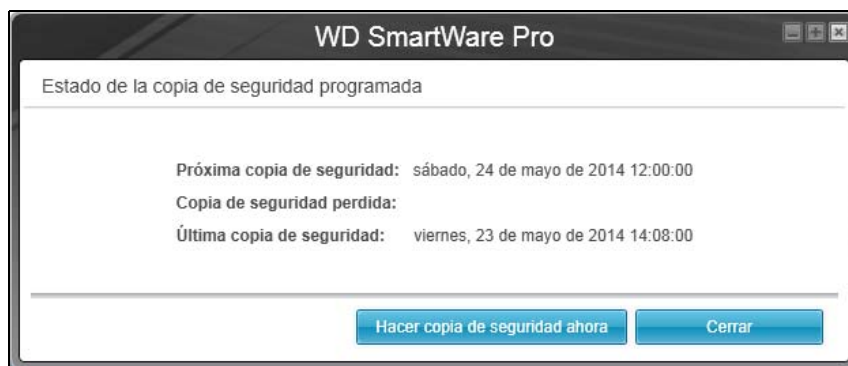 WD SmartWare Pro
Estado de la copia de seguridad programada
Próxima copia de seguridad: sábado, 24 de mayo de 2014 12:00:00
Copia de seguridad perdida:
Última copia de seguridad: viernes, 23 de mayo de 2014 14:08:00
Hacer copia de seguridad ahora Cerrar